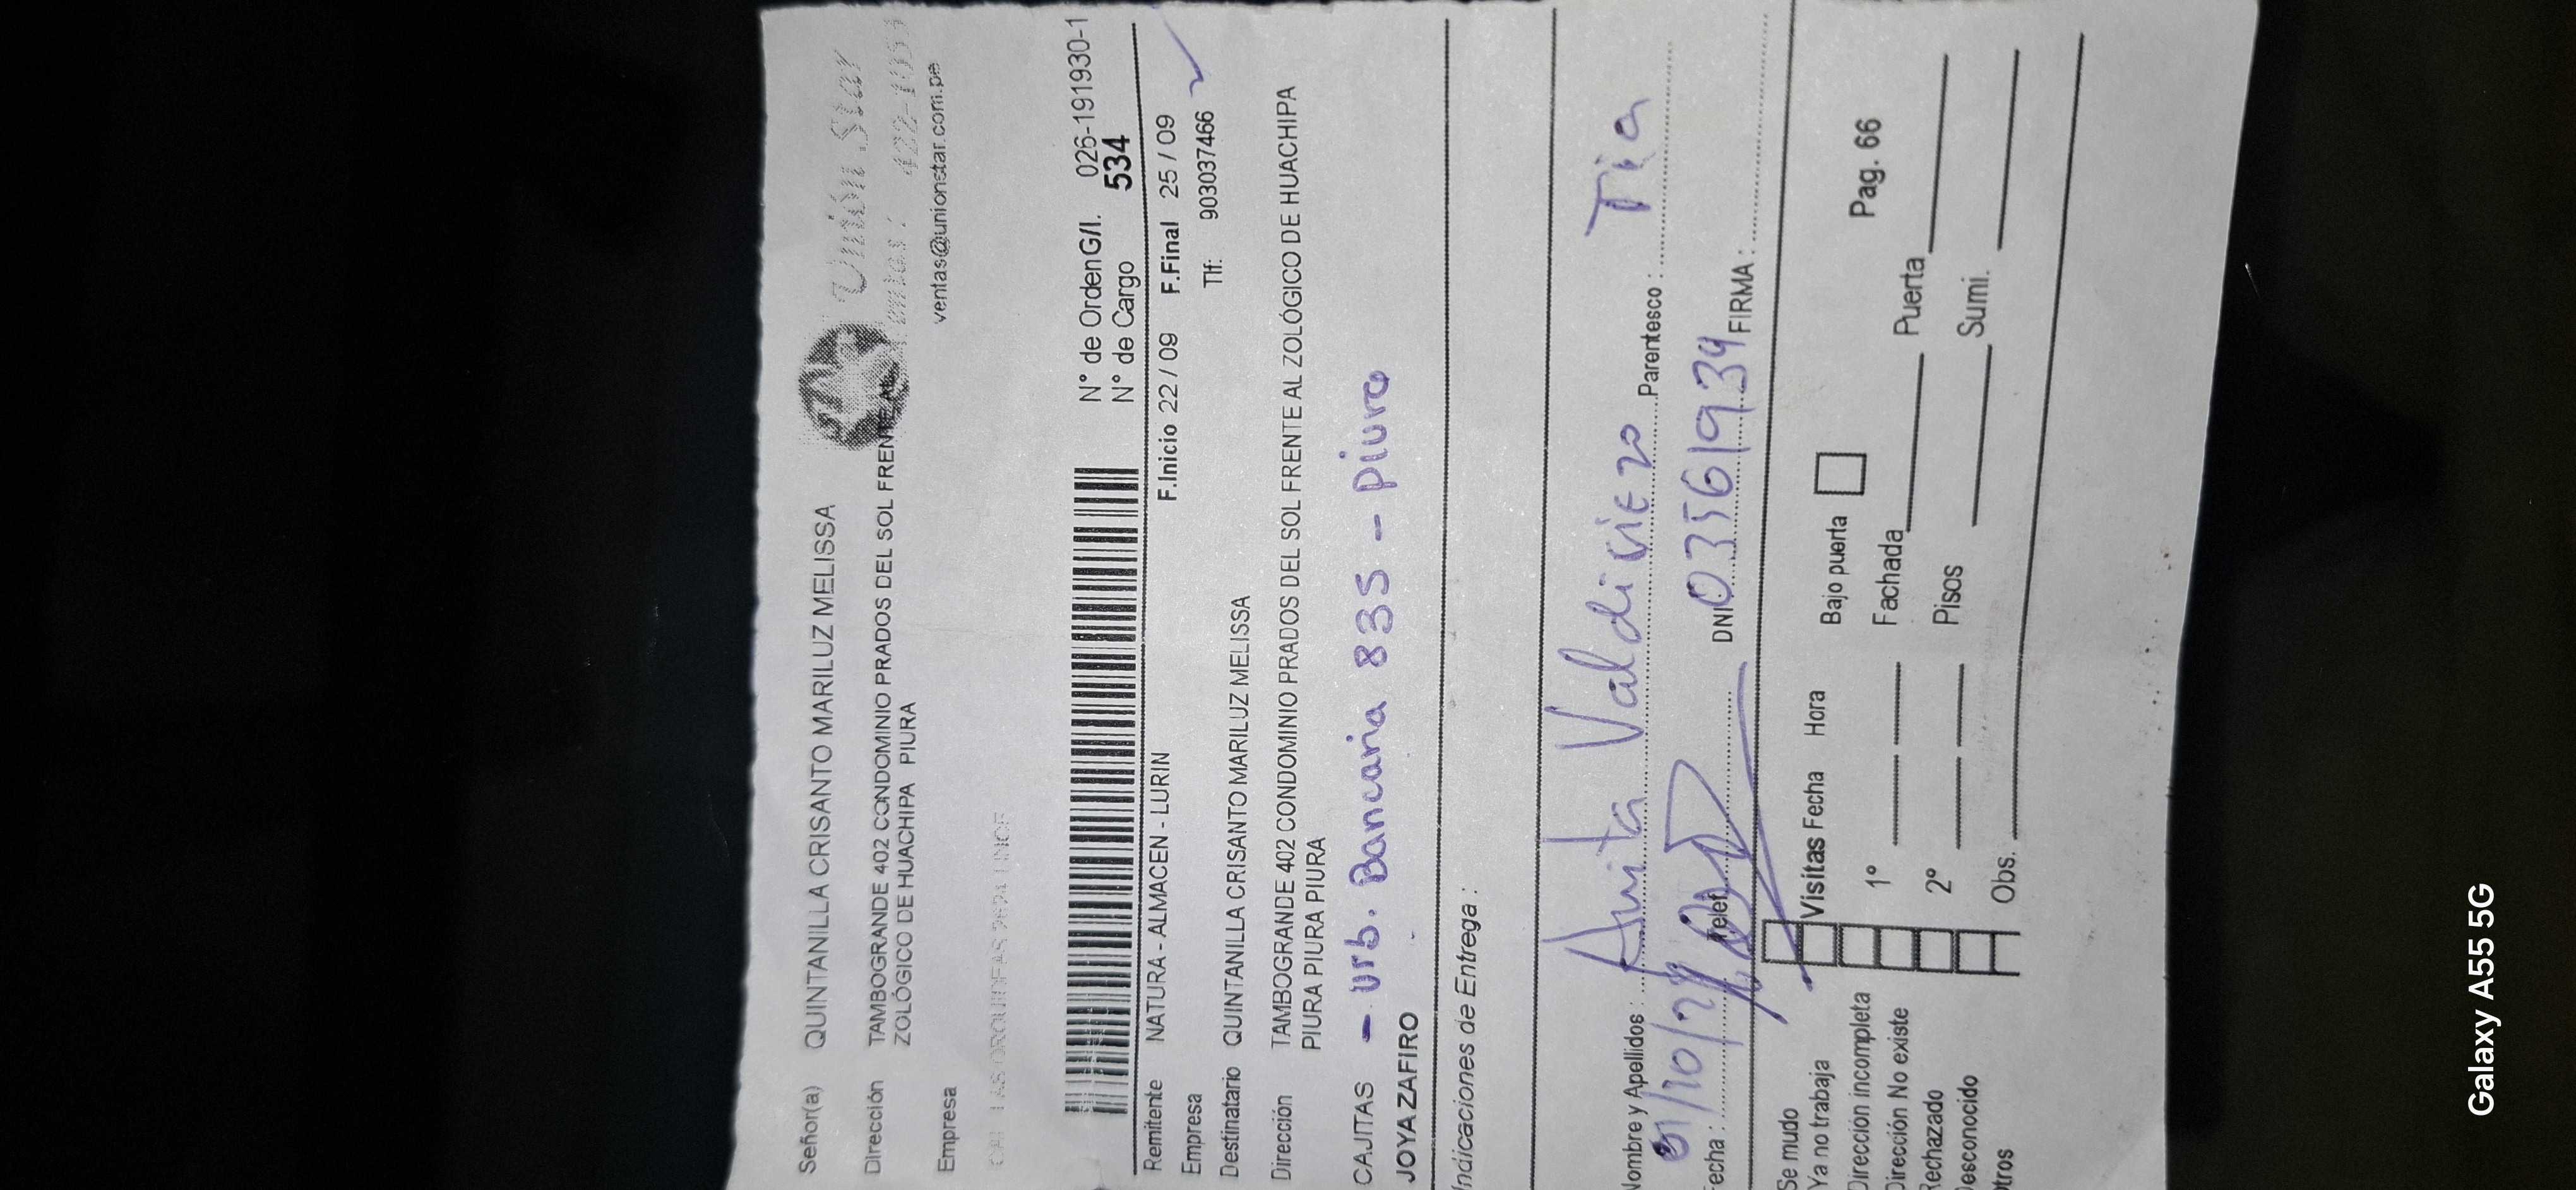 Señor(a) QUINTANILLA CRISANTO MARILUZ MELISSA
Unión Star
Dirección TAMBOGRANDE 402 CONDOMINIO PRADOS DEL SOL FRENTE AL
ZOLÓGICO DE HUACHIPA PIURA
Empresa
ventas@unionstar.com.pe
N° de Orden G/I. 026-191930-1
N° de Cargo 534
Remitente NATURA - ALMACEN - LURIN
F.Inicio 22 / 09 F.Final 25 / 09
Empresa
Tlf: 903037466
Destinatario QUINTANILLA CRISANTO MARILUZ MELISSA
Dirección TAMBOGRANDE 402 CONDOMINIO PRADOS DEL SOL FRENTE AL ZOLÓGICO DE HUACHIPA
PIURA PIURA PIURA
CAJITAS - Urb. Bancaria 835 - Piura
JOYA ZAFIRO
Indicaciones de Entrega :
Nombre y Apellidos : Anita Valdiviezo Parentesco : Tia
Fecha : 01/10/24 Telef. DNI 03561934 FIRMA :
Se mudo
Ya no trabaja
Dirección incompleta
Dirección No existe
Rechazado
Desconocido
Otros
Visitas Fecha Hora Bajo puerta
Pag. 66
1° Fachada Puerta
2° Pisos Sumi.
Obs.
Galaxy A55 5G